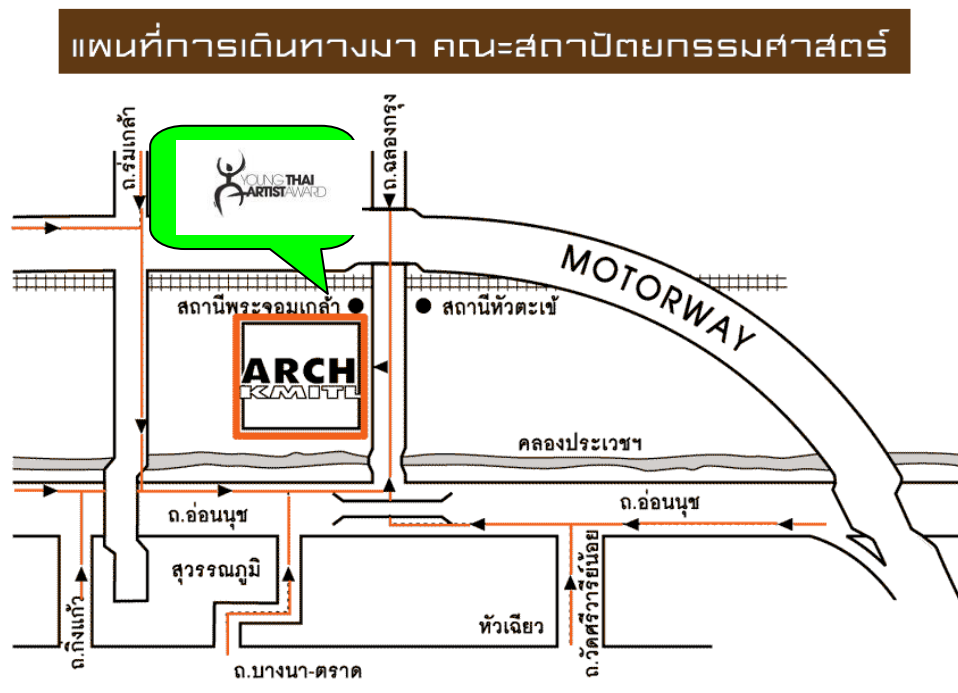 แผนที่การเดินทางมา คณะสถาปัตยกรรมศาสตร์
ถ.ร่มเกล้า
ถ.ฉลองกรุง
YOUNG THAI
ARTIST AWARD
MOTORWAY
สถานีพระจอมเกล้า
สถานีหัวตะเข้
ARCH
KMITL
คลองประเวชฯ
ถ.อ่อนนุช
ถ.อ่อนนุช
สุวรรณภูมิ
ถ.กิ่งแก้ว
หัวเฉียว
ถ.วัดศรีวารีย์น้อย
ถ.บางนา-ตราด